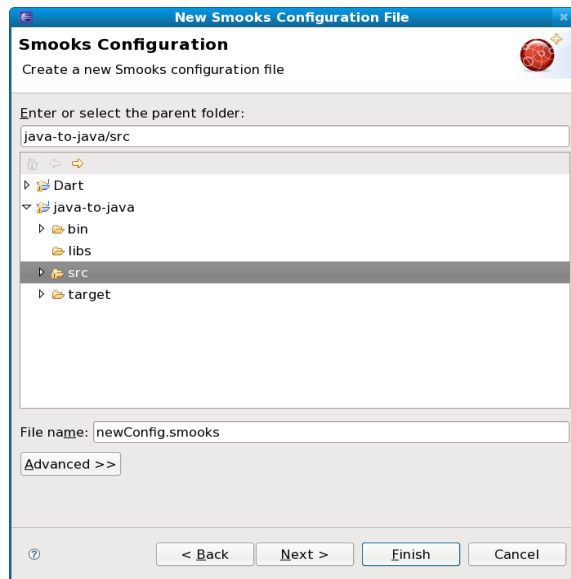 New Smooks Configuration File
Smooks Configuration
Create a new Smooks configuration file
Enter or select the parent folder:
java-to-java/src
Dart
java-to-java
bin
libs
src
target
File name: newConfig.smooks
Advanced >>
< Back Next > Finish Cancel